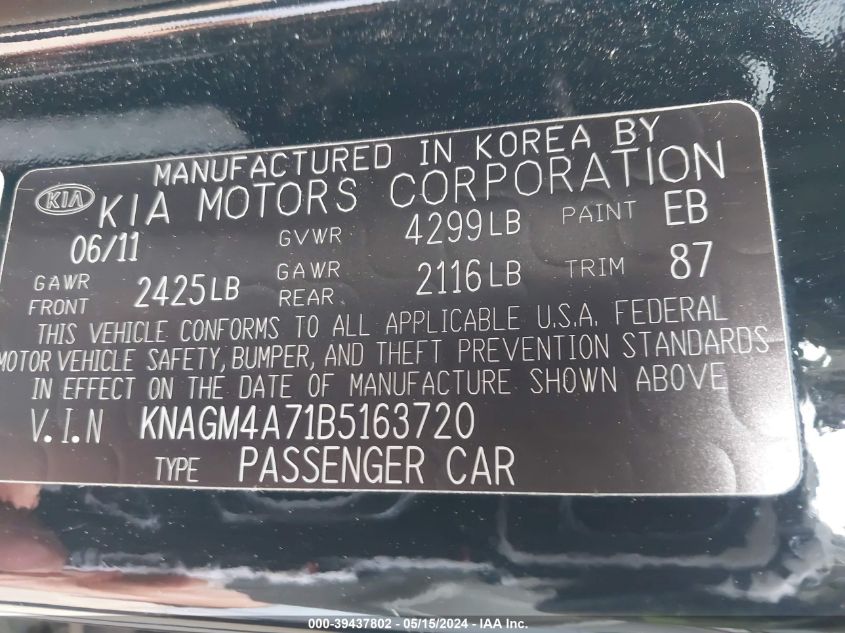 MANUFACTURED IN KOREA BY
KIA KIA MOTORS CORPORATION
06/11 GVWR 4299LB PAINT EB
GAWR FRONT 2425LB GAWR REAR 2116LB TRIM 87
THIS VEHICLE CONFORMS TO ALL APPLICABLE U.S.A. FEDERAL
MOTOR VEHICLE SAFETY, BUMPER, AND THEFT PREVENTION STANDARDS
IN EFFECT ON THE DATE OF MANUFACTURE SHOWN ABOVE
V.I.N KNAGM4A71B5163720
TYPE PASSENGER CAR
000-39437802 - 05/15/2024 - IAA Inc.